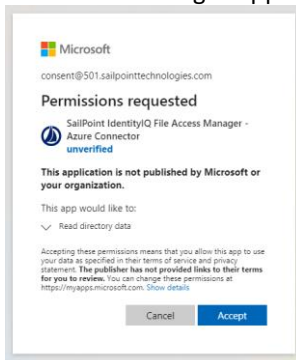 Microsoft
consent@501.sailpointtechnologies.com
Permissions requested
SailPoint IdentityIQ File Access Manager -
Azure Connector
unverified
This application is not published by Microsoft or
your organization.
This app would like to:
Read directory data
Accepting these permissions means that you allow this app to use
your data as specified in their terms of service and privacy
statement. The publisher has not provided links to their terms
for you to review. You can change these permissions at
https://myapps.microsoft.com. Show details
Cancel Accept